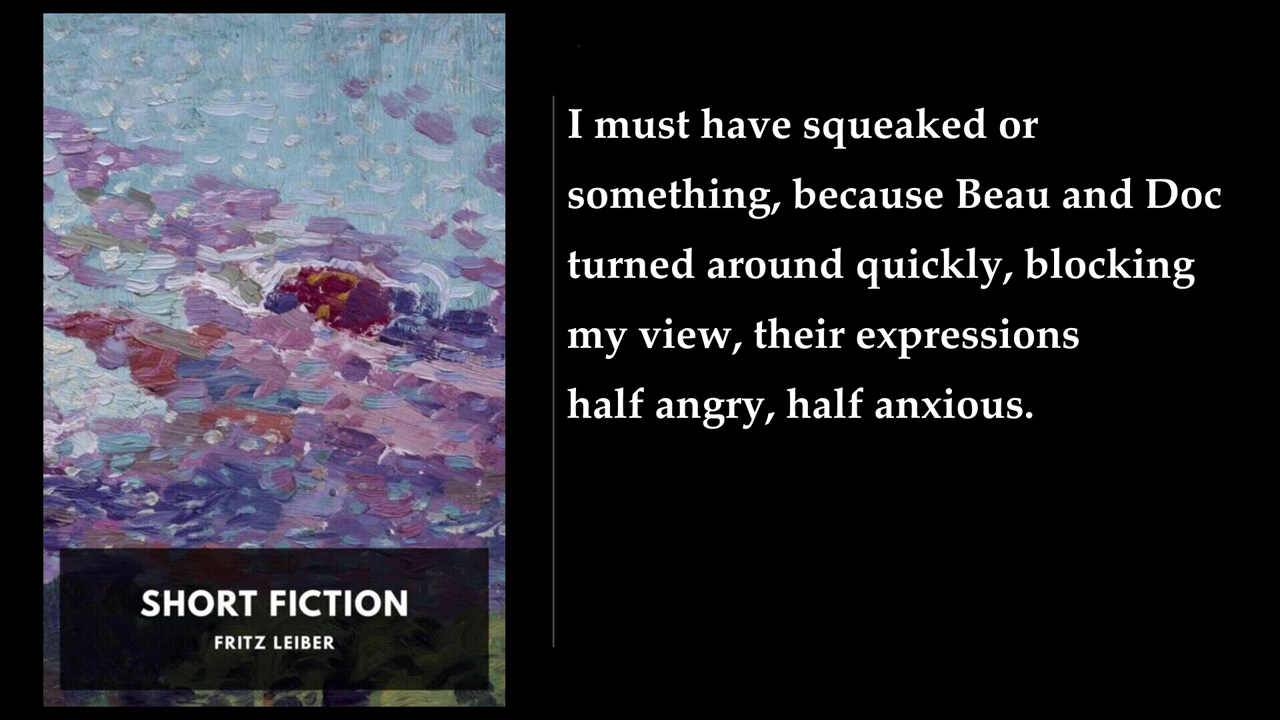 SHORT FICTION
FRITZ LEIBER
I must have squeaked or
something, because Beau and Doc
turned around quickly, blocking
my view, their expressions
half angry, half anxious.